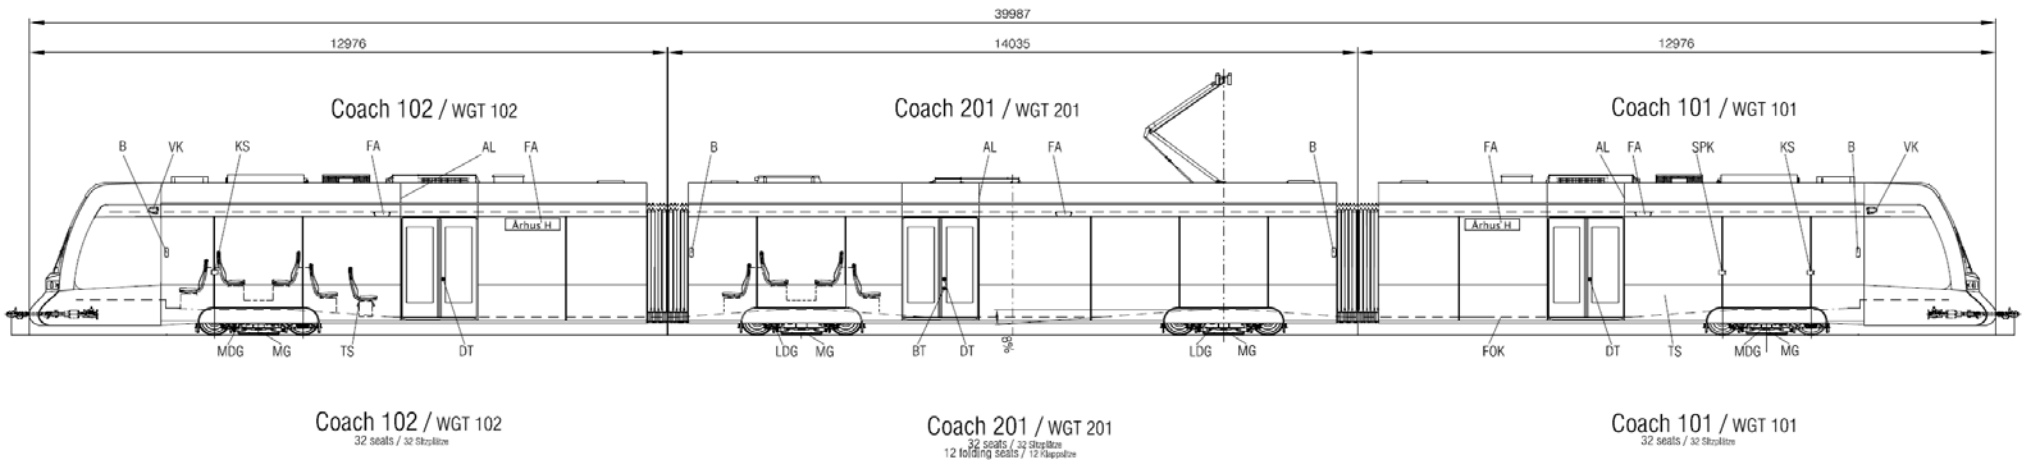 39987
12976 14035 12976
Coach 102 / WGT 102 Coach 201 / WGT 201 Coach 101 / WGT 101
B VK KS FA AL FA B AL FA B FA AL FA SPK KS B VK
Århus H Århus H
MDG MG TS DT LDG MG BT DT 8% LDG MG FOK DT TS MDG MG
Coach 102 / WGT 102 Coach 201 / WGT 201 Coach 101 / WGT 101
32 seats / 32 Sitzplätze 32 seats / 32 Sitzplätze 32 seats / 32 Sitzplätze
12 folding seats / 12 Klappsitze